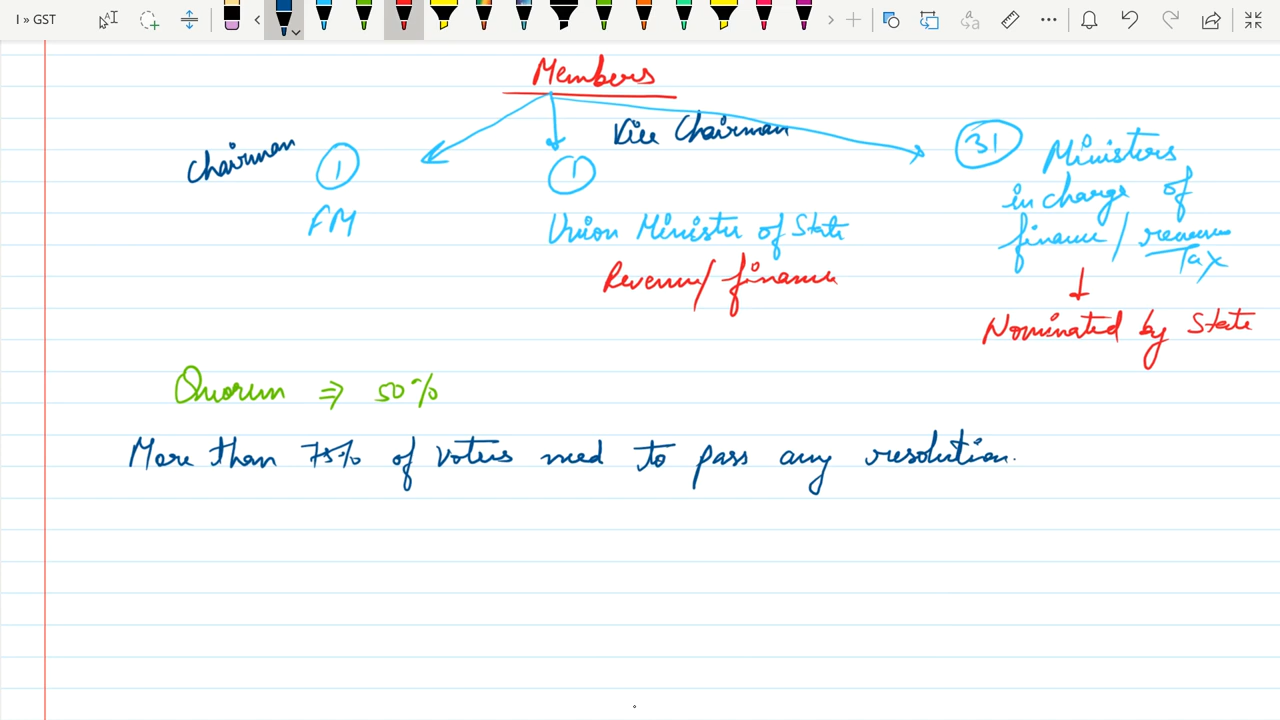 I » GST
Members
Chairman
1
FM
Vice Chairman
1
Union Minister of State
Revenue/finance
31
Ministers
in charge of
finance/revenue
Tax
Nominated by State
Quorum ⇒ 50%
More than 75% of voters need to pass any resolution.